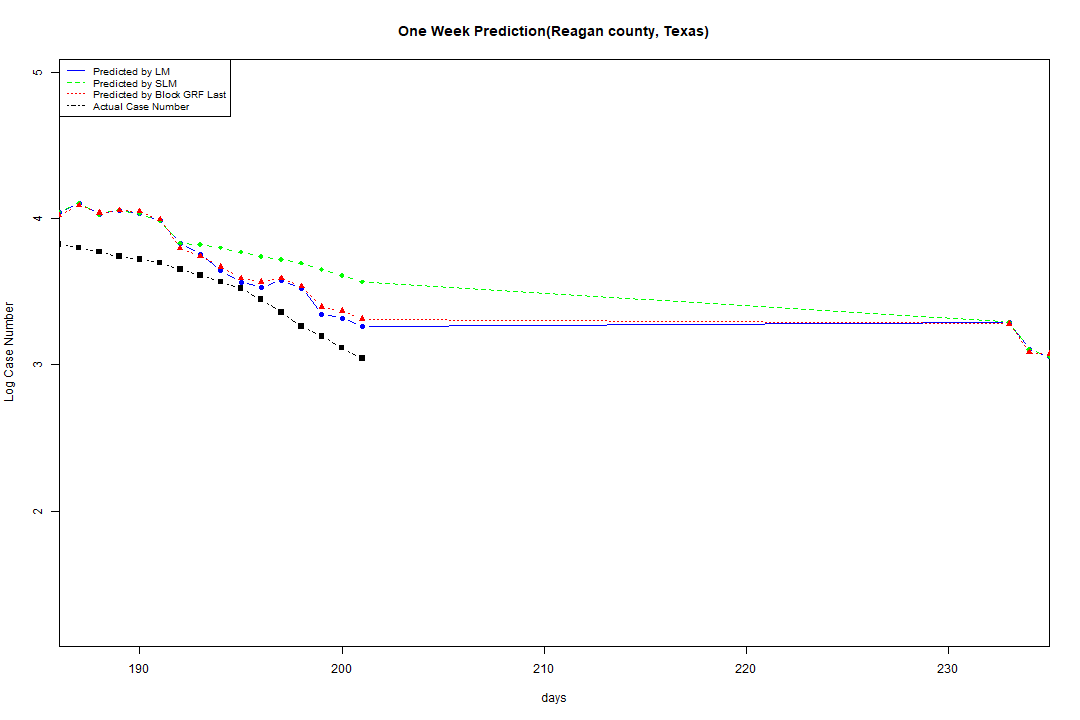 One Week Prediction(Reagan county, Texas)
Predicted by LM
Predicted by SLM
Predicted by Block GRF Last
Actual Case Number
5
4
3
2
Log Case Number
190 200 210 220 230
days